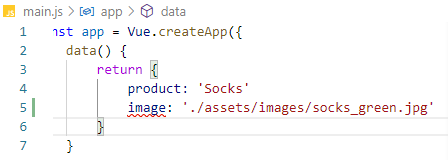 JS main.js > app > data
1 nst app = Vue.createApp({
2 data() {
3 return {
4 product: 'Socks'
5 image: './assets/images/socks_green.jpg'
6 }
7 }